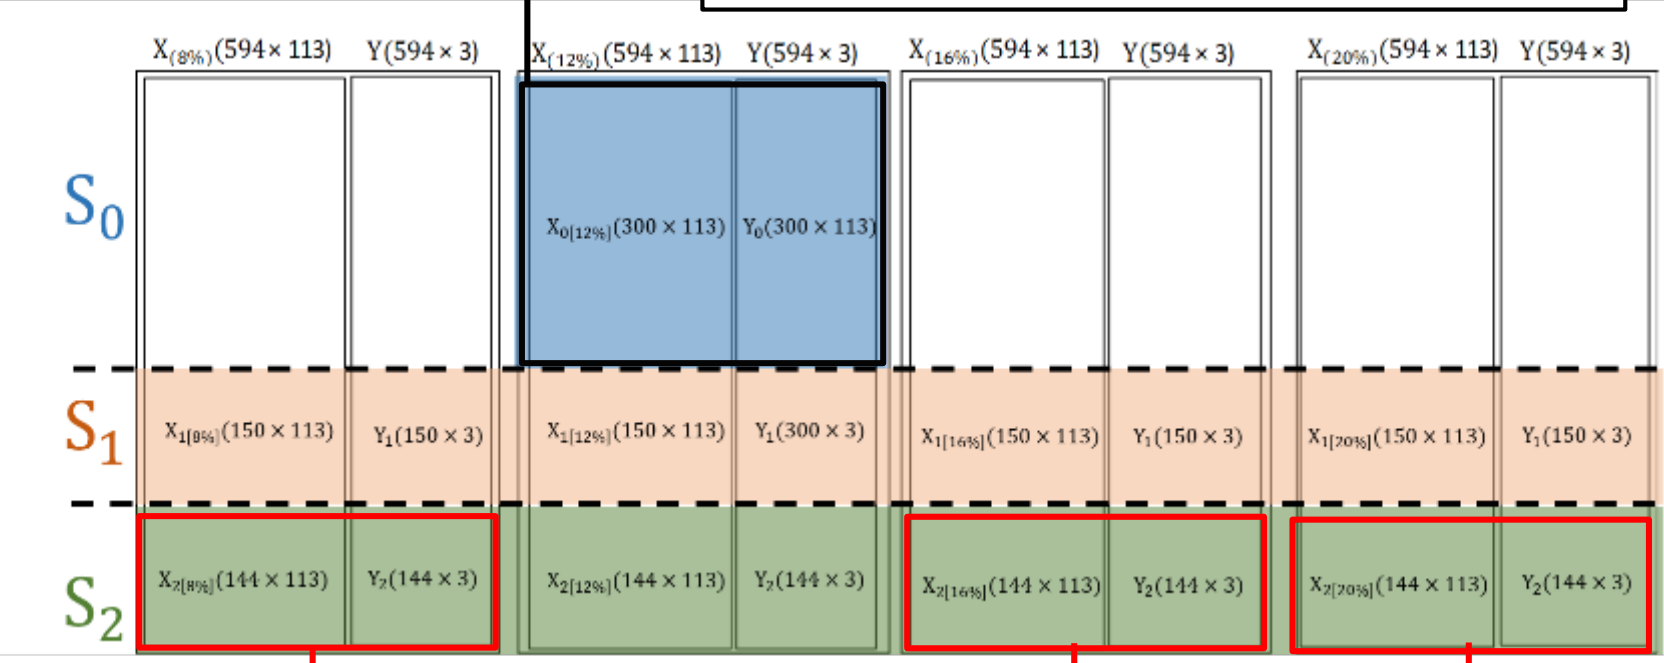 X(8%)(594× 113) Y(594× 3) X(12%)(594× 113) Y(594× 3) X(16%)(594× 113) Y(594× 3) X(20%)(594× 113) Y(594× 3)
S0
X0[12%](300 × 113) Y0(300 × 113)
S1
X1[8%](150 × 113) Y1(150 × 3) X1[12%](150 × 113) Y1(300 × 3) X1[16%](150 × 113) Y1(150 × 3) X1[20%](150 × 113) Y1(150 × 3)
S2
X2[8%](144 × 113) Y2(144 × 3) X2[12%](144 × 113) Y2(144 × 3) X2[16%](144 × 113) Y2(144 × 3) X2[20%](144 × 113) Y2(144 × 3)